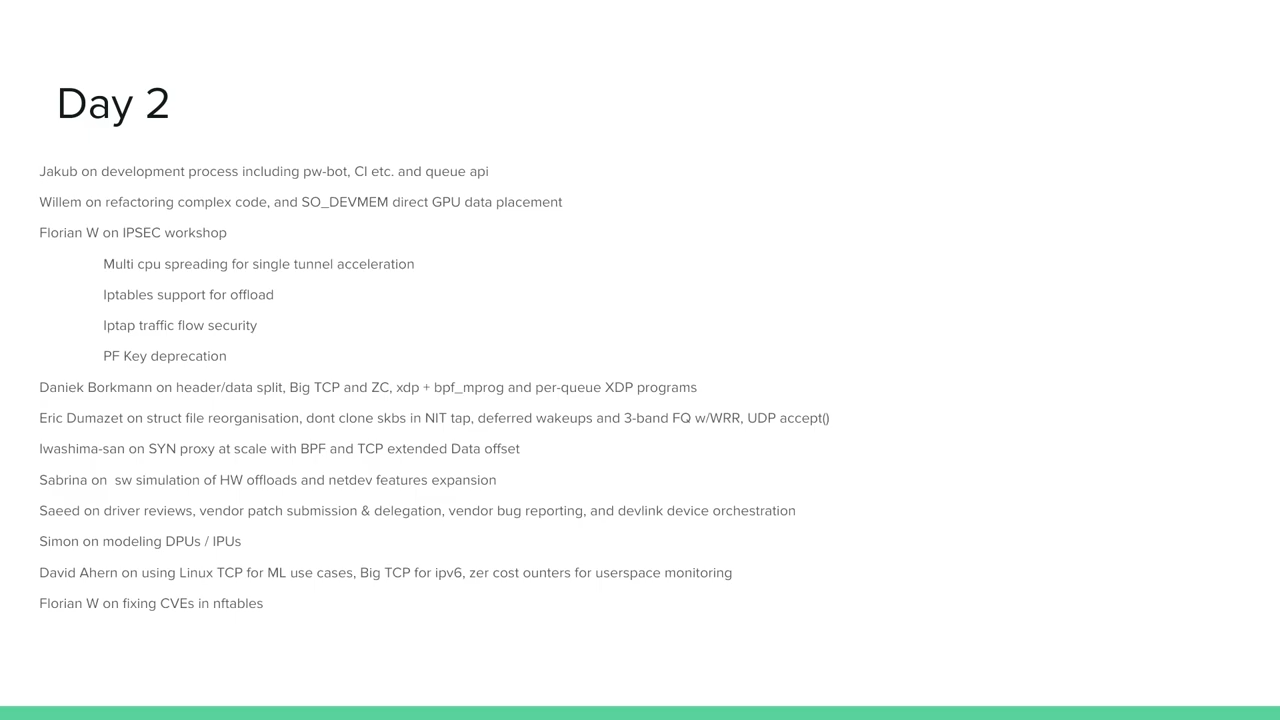 Day 2
Jakub on development process including pw-bot, CI etc. and queue api
Willem on refactoring complex code, and SO_DEVMEM direct GPU data placement
Florian W on IPSEC workshop
Multi cpu spreading for single tunnel acceleration
Iptables support for offload
Iptap traffic flow security
PF Key deprecation
Daniek Borkmann on header/data split, Big TCP and ZC, xdp + bpf_mprog and per-queue XDP programs
Eric Dumazet on struct file reorganisation, dont clone skbs in NIT tap, deferred wakeups and 3-band FQ w/WRR, UDP accept()
Iwashima-san on SYN proxy at scale with BPF and TCP extended Data offset
Sabrina on  sw simulation of HW offloads and netdev features expansion
Saeed on driver reviews, vendor patch submission & delegation, vendor bug reporting, and devlink device orchestration
Simon on modeling DPUs / IPUs
David Ahern on using Linux TCP for ML use cases, Big TCP for ipv6, zer cost ounters for userspace monitoring
Florian W on fixing CVEs in nftables